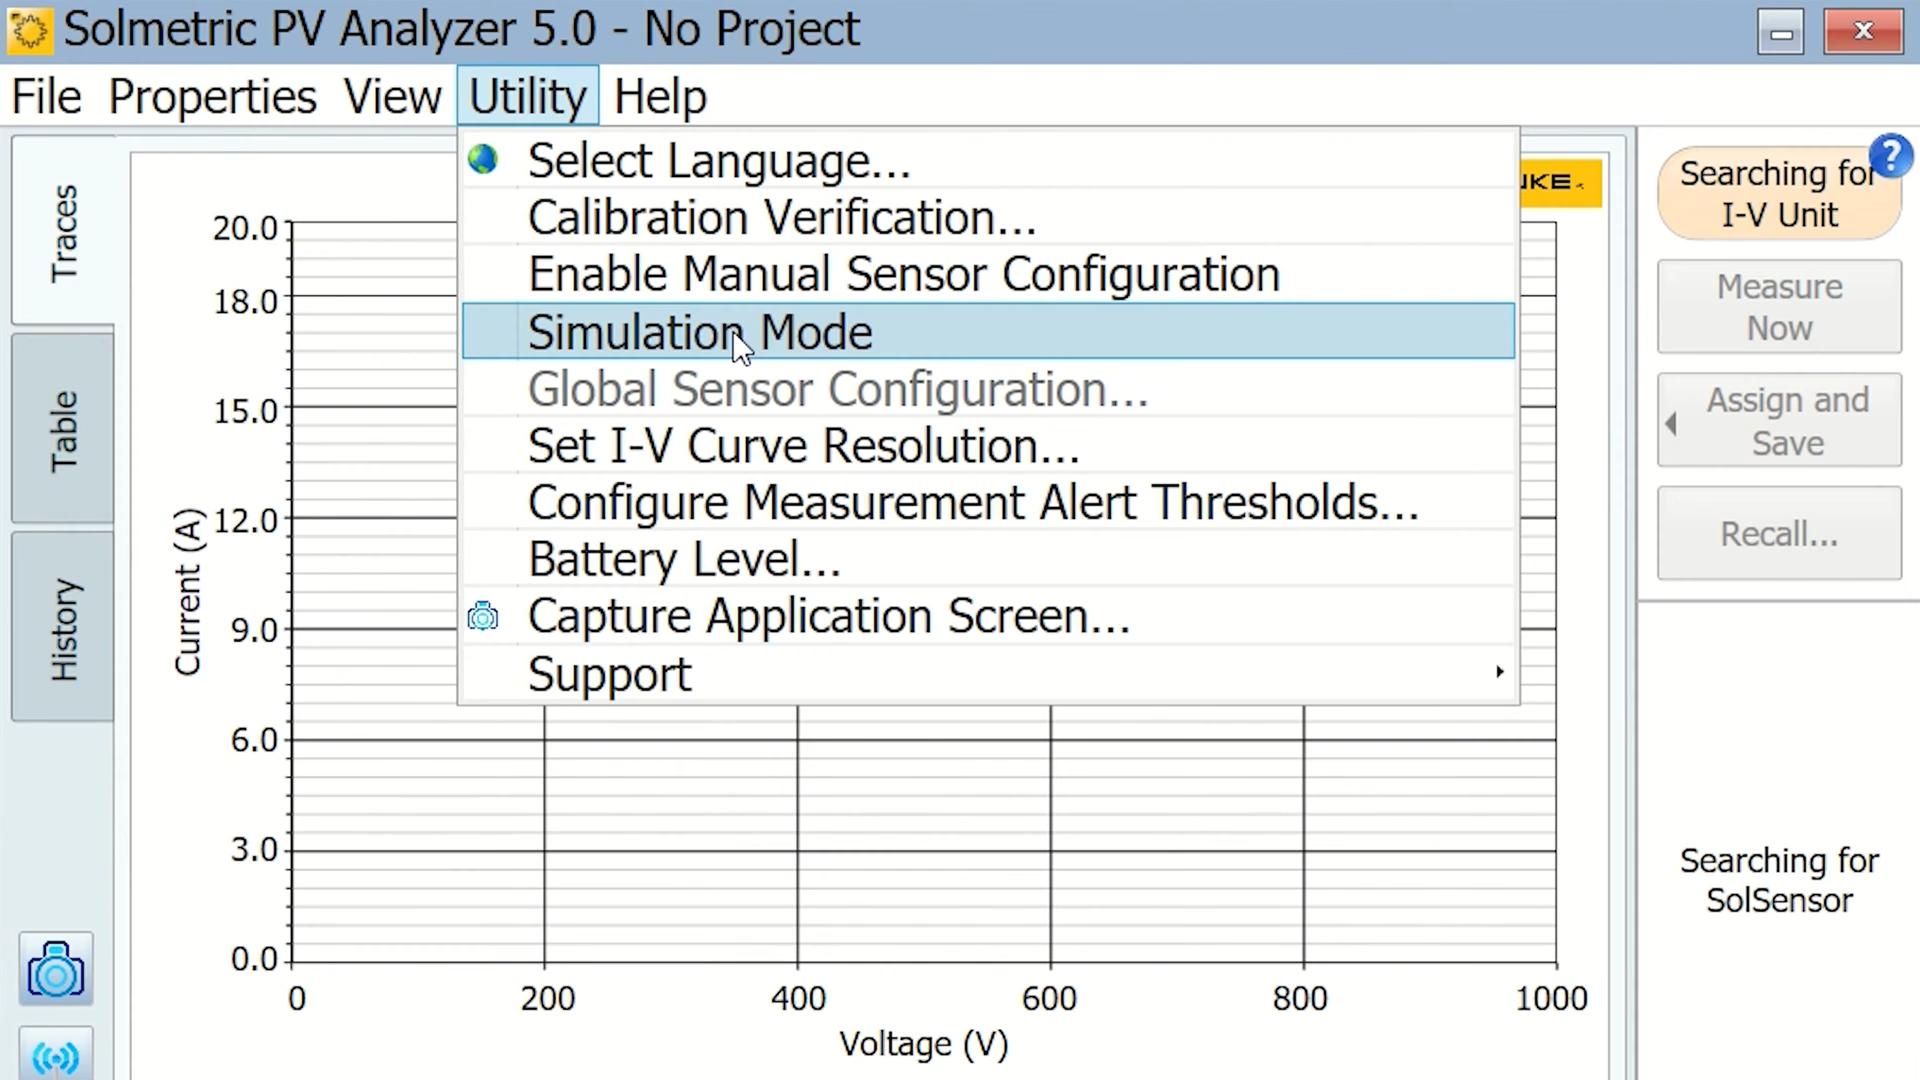 Solmetric PV Analyzer 5.0 - No Project
File Properties View Utility Help
Select Language...
Calibration Verification...
Enable Manual Sensor Configuration
Simulation Mode
Global Sensor Configuration...
Set I-V Curve Resolution...
Configure Measurement Alert Thresholds...
Battery Level...
Capture Application Screen...
Support
Traces
Table
History
Current (A)
20.0
18.0
15.0
12.0
9.0
6.0
3.0
0.0
0 200 400 600 800 1000
Voltage (V)
?
Searching for
I-V Unit
Measure
Now
Assign and
Save
Recall...
Searching for
SolSensor